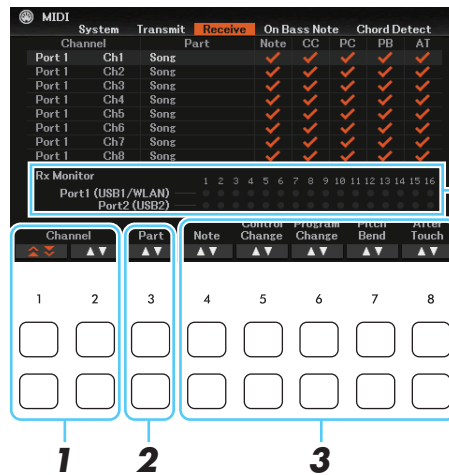 MIDI
System Transmit Receive On Bass Note Chord Detect
Channel Part Note CC PC PB AT
Port 1 Ch1 Song
Port 1 Ch2 Song
Port 1 Ch3 Song
Port 1 Ch4 Song
Port 1 Ch5 Song
Port 1 Ch6 Song
Port 1 Ch7 Song
Port 1 Ch8 Song
Rx Monitor 1 2 3 4 5 6 7 8 9 10 11 12 13 14 15 16
Port1 (USB1/WLAN)
Port2 (USB2)
Channel Part Note Control Change Program Change Pitch Bend After Touch
1 2 3 4 5 6 7 8
1 2 3